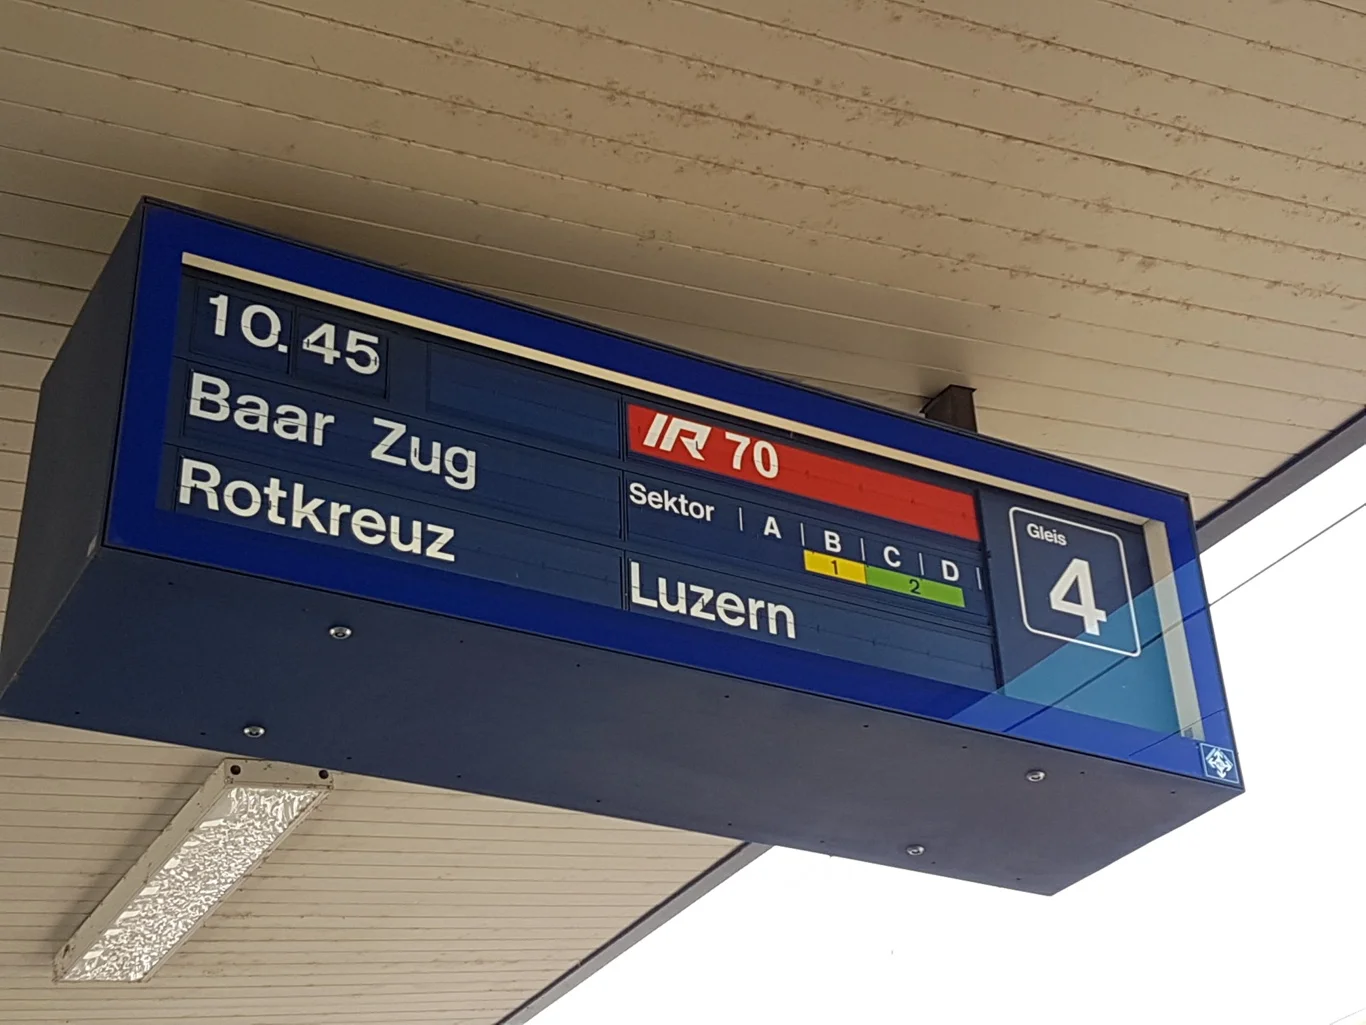 10.45
Baar Zug
Rotkreuz
IR 70
Sektor | A | B | C | D |
1 2
Luzern
Gleis
4